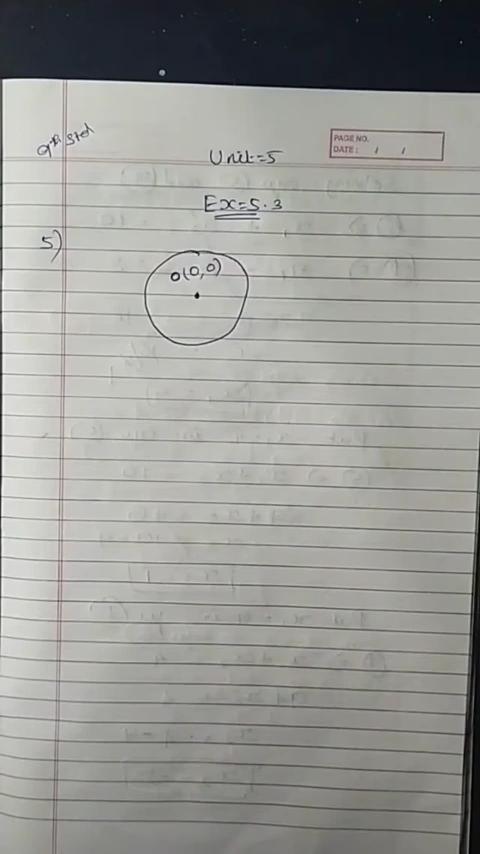 9th Std
PAGE NO.
DATE : / /
Unit=5
Ex=5.3
5)
O(0,0)